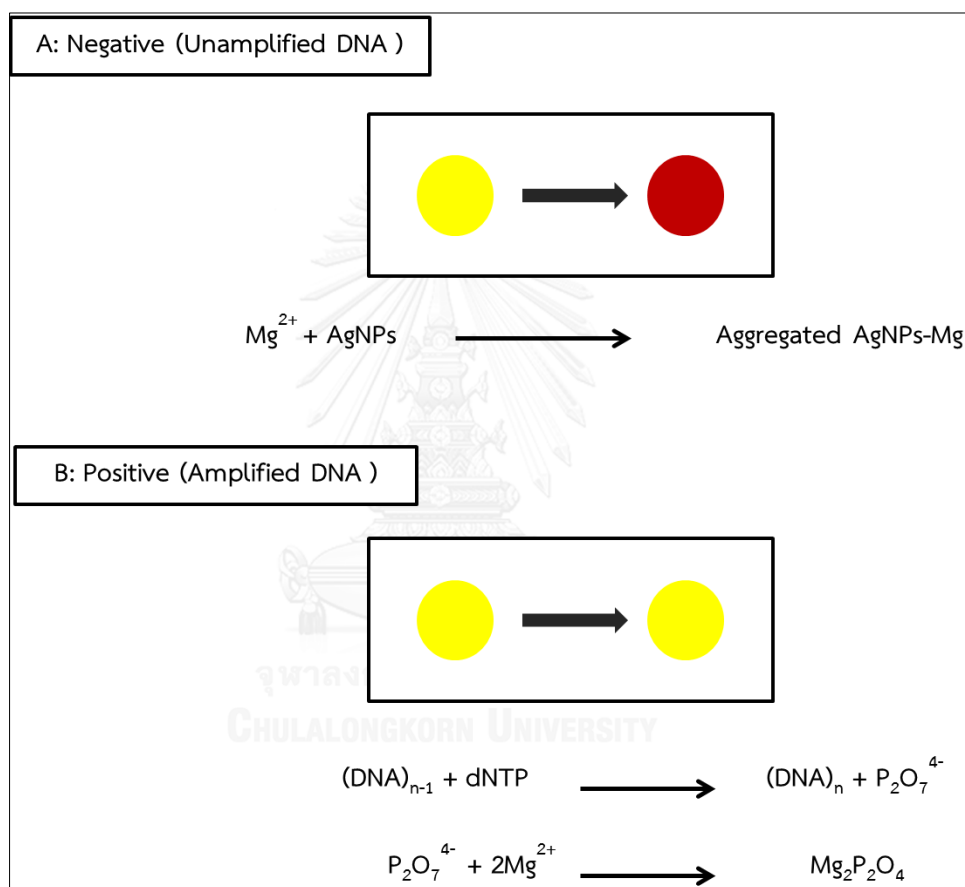 A: Negative (Unamplified DNA )
Mg²⁺ + AgNPs Aggregated AgNPs-Mg
B: Positive (Amplified DNA )
CHULALONGKORN UNIVERSITY
(DNA)ₙ₋₁ + dNTP (DNA)ₙ + P₂O₇⁴⁻
P₂O₇⁴⁻ + 2Mg²⁺ Mg₂P₂O₄